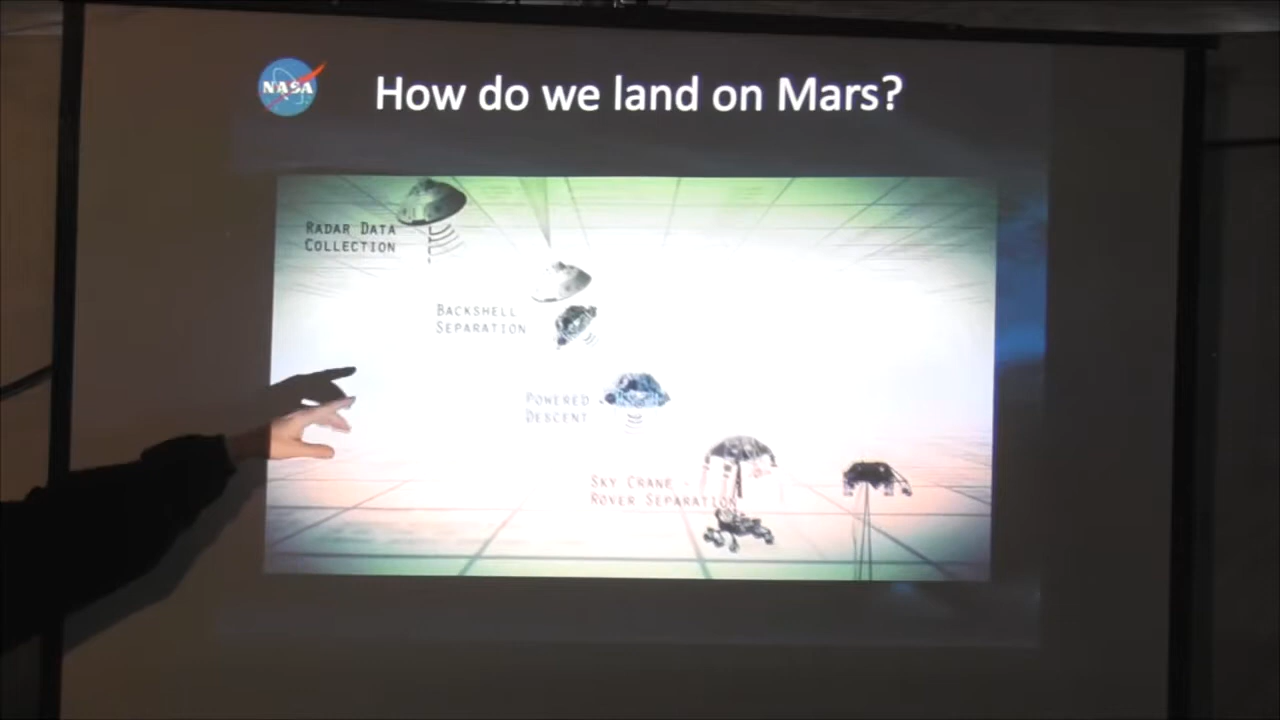 NASA
How do we land on Mars?
RADAR DATA
COLLECTION
BACKSHELL
SEPARATION
POWERED
DESCENT
SKY CRANE -
ROVER SEPARATION